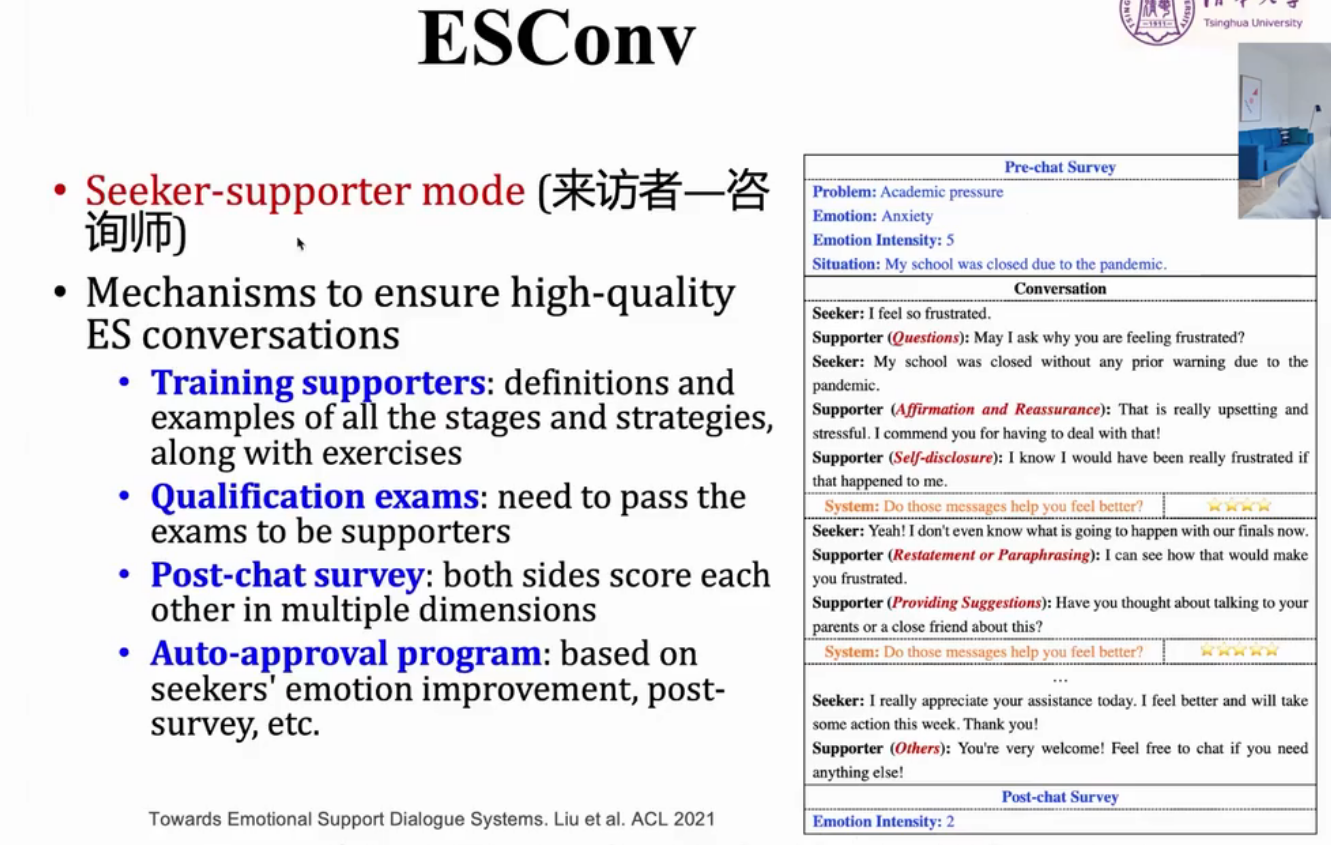 ESConv
Tsinghua University
• Seeker-supporter mode (来访者—咨
询师)
• Mechanisms to ensure high-quality
ES conversations
• Training supporters: definitions and
examples of all the stages and strategies,
along with exercises
• Qualification exams: need to pass the
exams to be supporters
• Post-chat survey: both sides score each
other in multiple dimensions
• Auto-approval program: based on
seekers' emotion improvement, post-
survey, etc.
Towards Emotional Support Dialogue Systems. Liu et al. ACL 2021
Pre-chat Survey
Problem: Academic pressure
Emotion: Anxiety
Emotion Intensity: 5
Situation: My school was closed due to the pandemic.
Conversation
Seeker: I feel so frustrated.
Supporter (Questions): May I ask why you are feeling frustrated?
Seeker: My school was closed without any prior warning due to the
pandemic.
Supporter (Affirmation and Reassurance): That is really upsetting and
stressful. I commend you for having to deal with that!
Supporter (Self-disclosure): I know I would have been really frustrated if
that happened to me.
System: Do those messages help you feel better?
Seeker: Yeah! I don't even know what is going to happen with our finals now.
Supporter (Restatement or Paraphrasing): I can see how that would make
you frustrated.
Supporter (Providing Suggestions): Have you thought about talking to your
parents or a close friend about this?
System: Do those messages help you feel better?
...
Seeker: I really appreciate your assistance today. I feel better and will take
some action this week. Thank you!
Supporter (Others): You're very welcome! Feel free to chat if you need
anything else!
Post-chat Survey
Emotion Intensity: 2